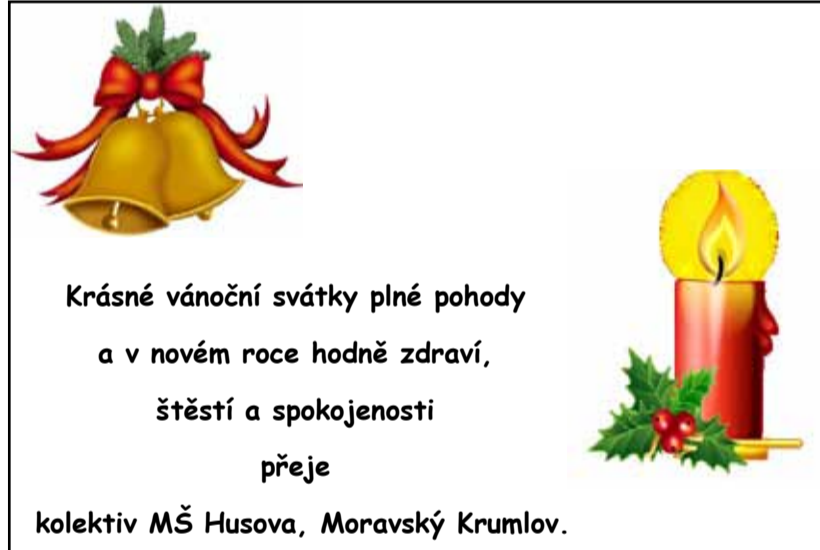 Krásné vánoční svátky plné pohody
a v novém roce hodně zdraví,
štěstí a spokojenosti
přeje
kolektiv MŠ Husova, Moravský Krumlov.